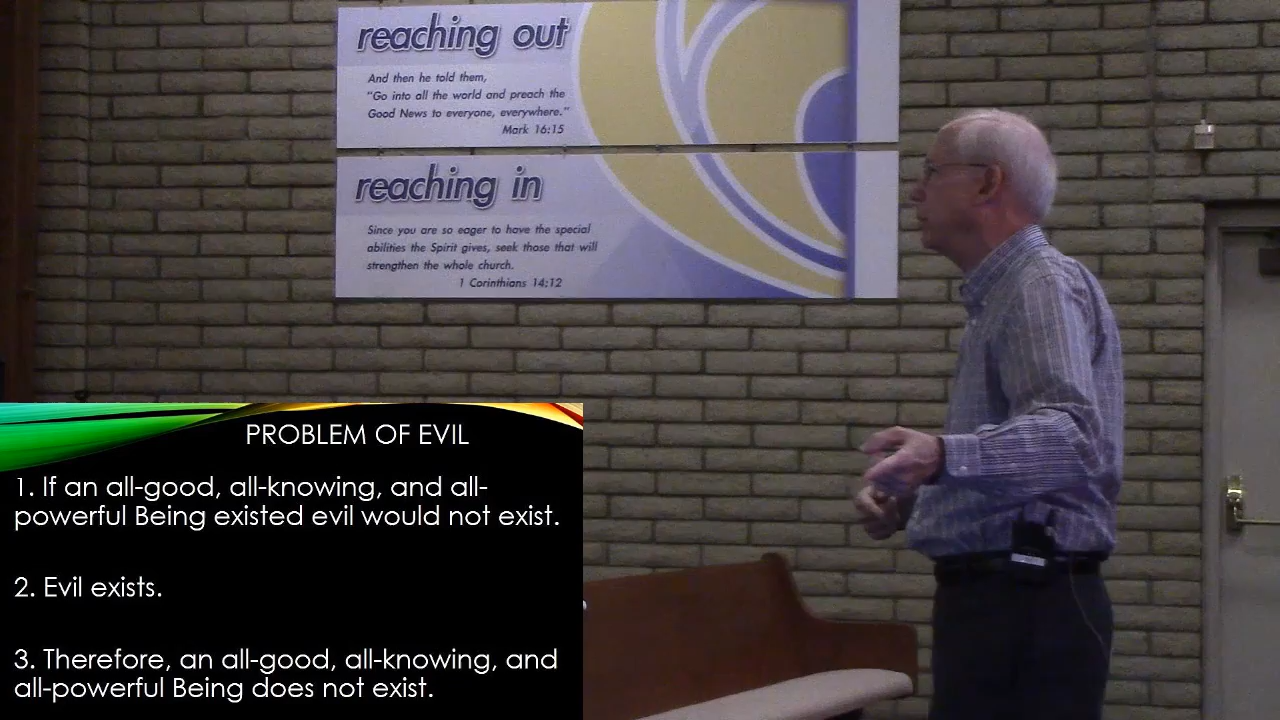 reaching out
And then he told them,
"Go into all the world and preach the
Good News to everyone, everywhere."
Mark 16:15
reaching in
Since you are so eager to have the special
abilities the Spirit gives, seek those that will
strengthen the whole church.
1 Corinthians 14:12
PROBLEM OF EVIL
1. If an all-good, all-knowing, and all-
powerful Being existed evil would not exist.
2. Evil exists.
3. Therefore, an all-good, all-knowing, and
all-powerful Being does not exist.